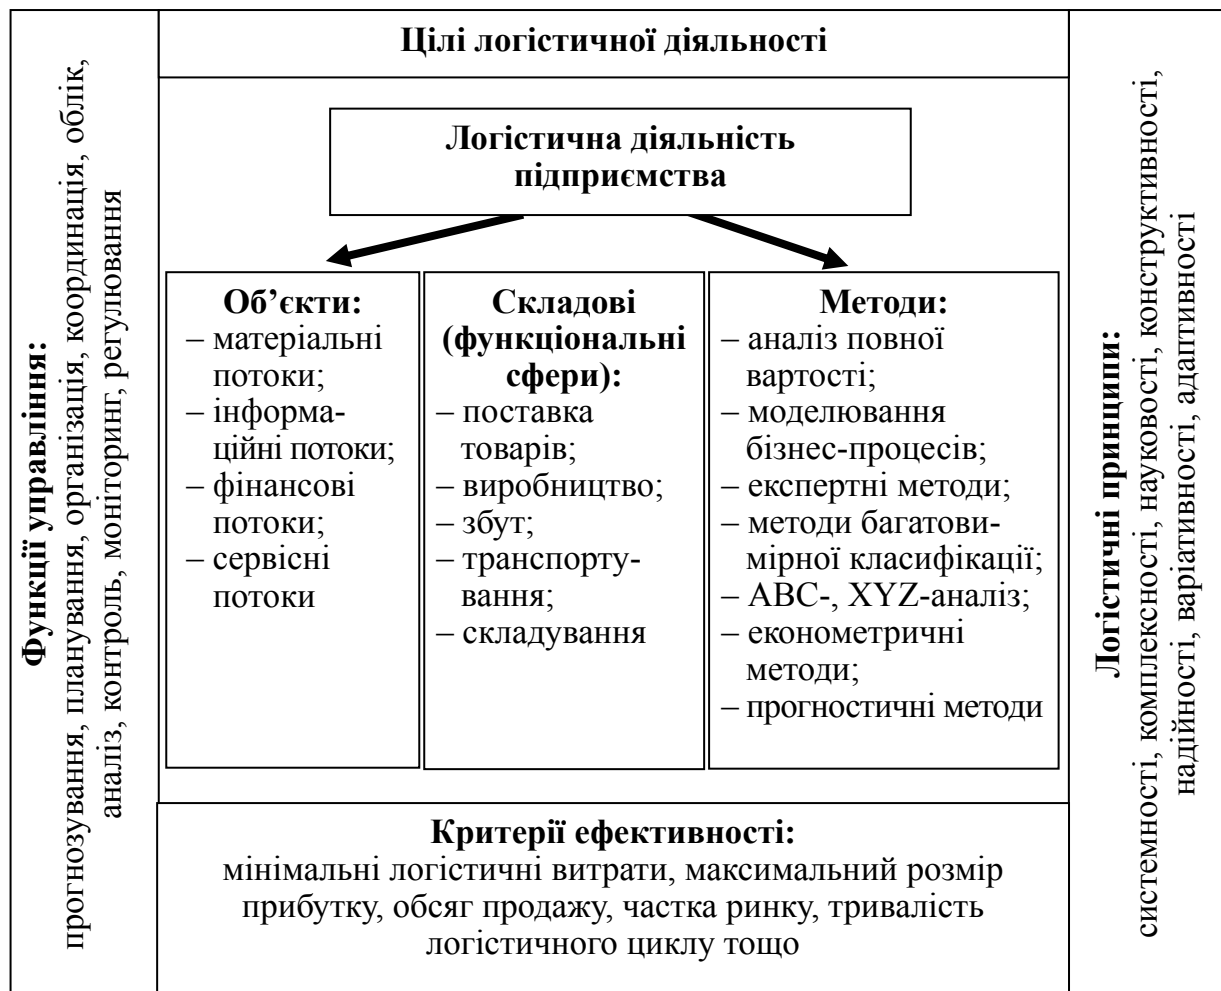 Функції управління:
прогнозування, планування, організація, координація, облік,
аналіз, контроль, моніторинг, регулювання
Цілі логістичної діяльності
Логістична діяльність
підприємства
Об’єкти:
– матеріальні
потоки;
– інформа-
ційні потоки;
– фінансові
потоки;
– сервісні
потоки
Складові
(функціональні
сфери):
– поставка
товарів;
– виробництво;
– збут;
– транспорту-
вання;
– складування
Методи:
– аналіз повної
вартості;
– моделювання
бізнес-процесів;
– експертні методи;
– методи багатови-
мірної класифікації;
– АВС-, XYZ-аналіз;
– економетричні
методи;
– прогностичні методи
Критерії ефективності:
мінімальні логістичні витрати, максимальний розмір
прибутку, обсяг продажу, частка ринку, тривалість
логістичного циклу тощо
Логістичні принципи:
системності, комплексності, науковості, конструктивності,
надійності, варіативності, адаптивності